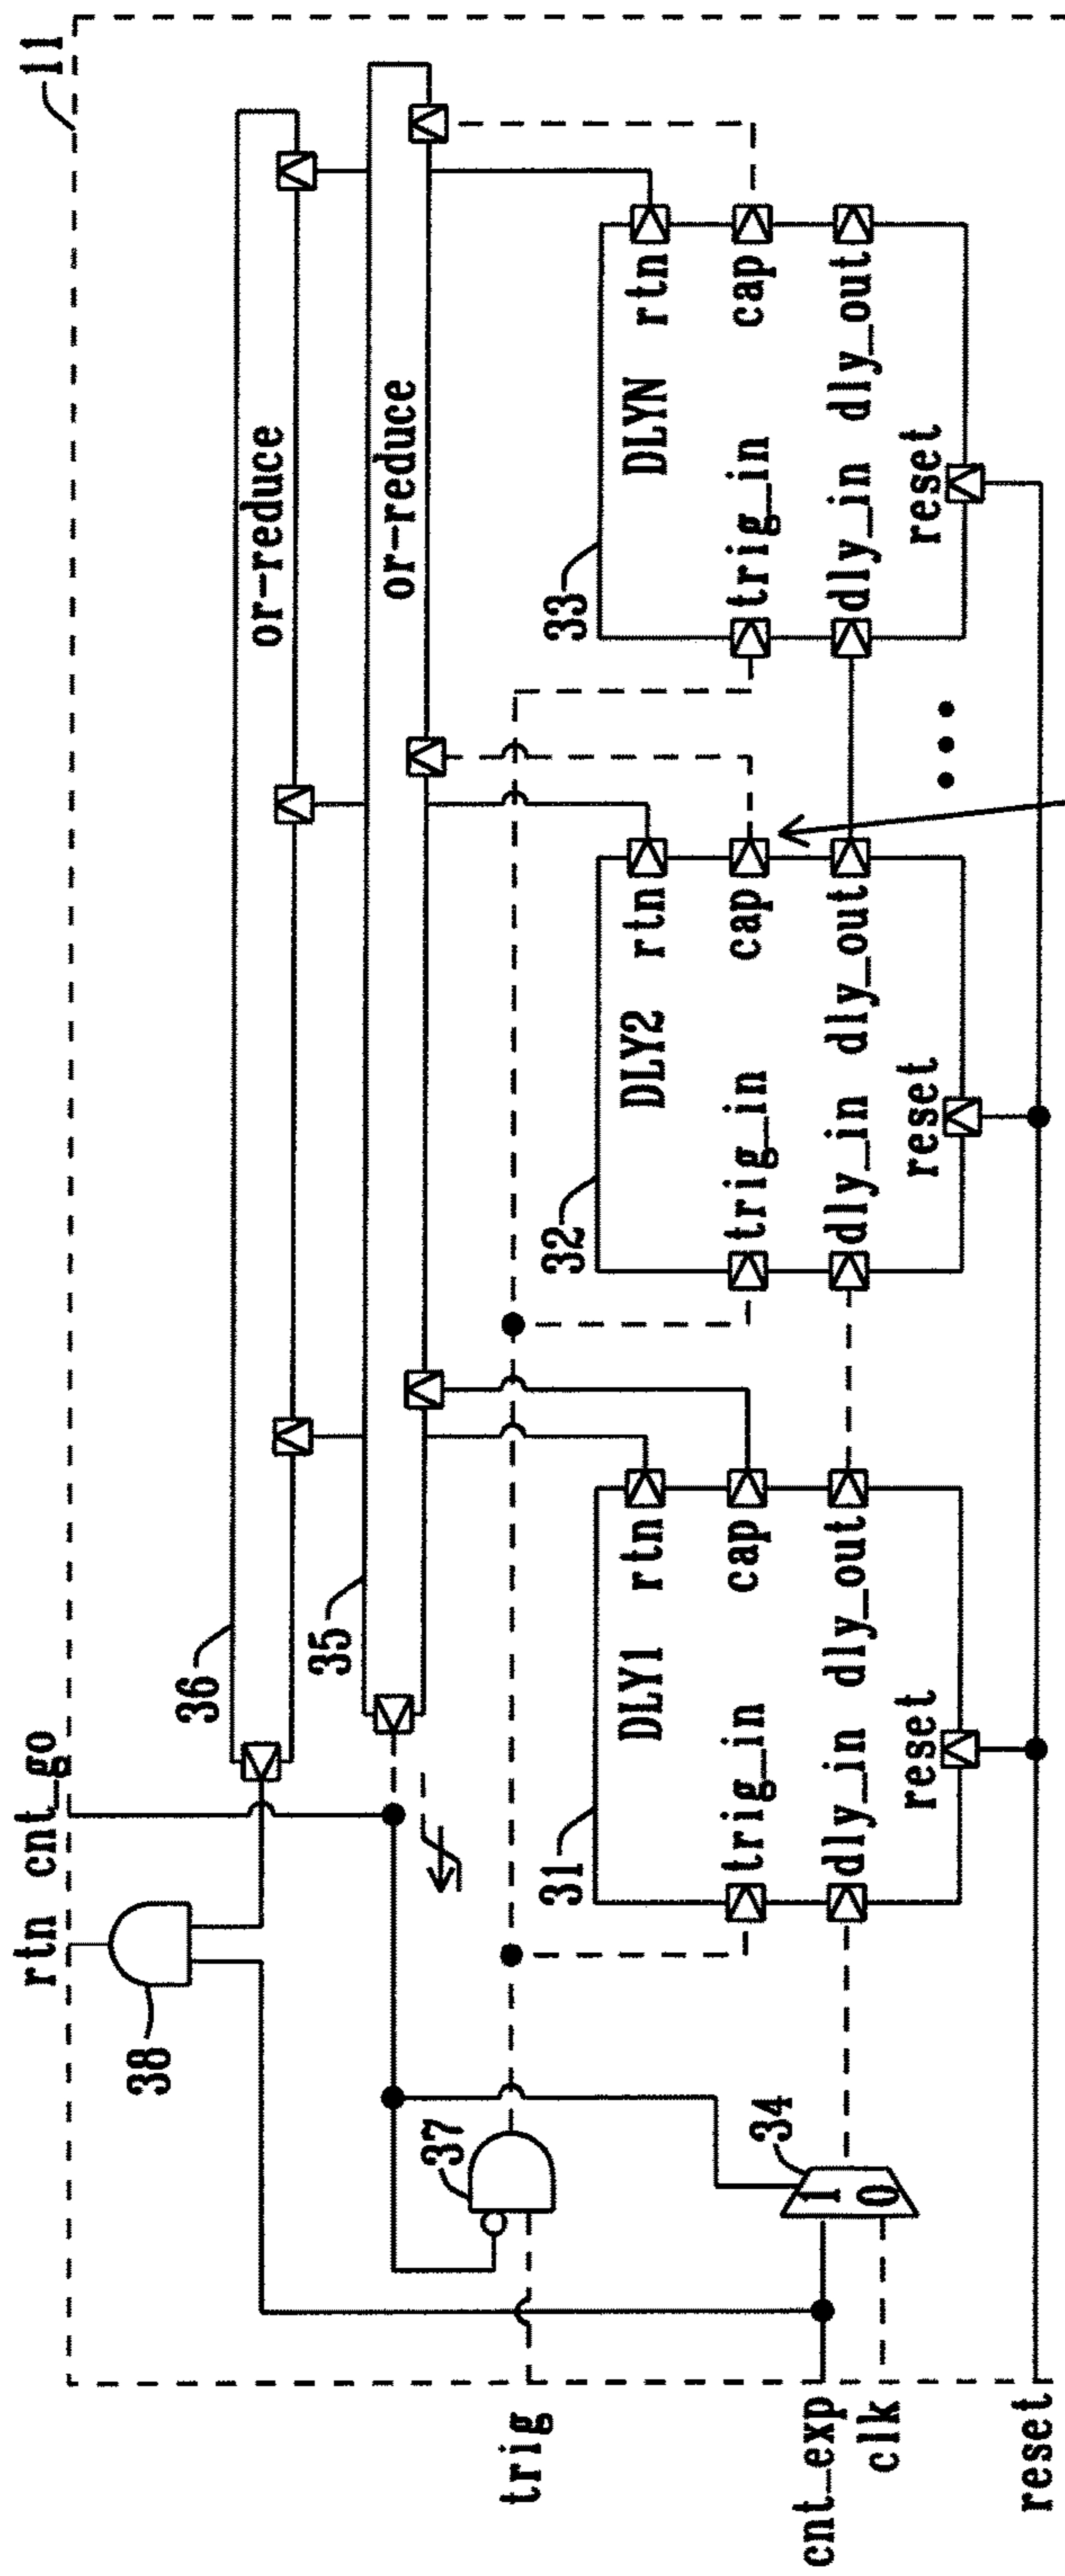 11
rtn
cnt_go
36
or-reduce
35
or-reduce
38
37
trig
31
DLY1
rtn
trig_in
cap
dly_in
dly_out
reset
32
DLY2
rtn
trig_in
cap
dly_in
dly_out
reset
33
DLYN
rtn
trig_in
cap
dly_in
dly_out
reset
34
1
0
cnt_exp
clk
reset